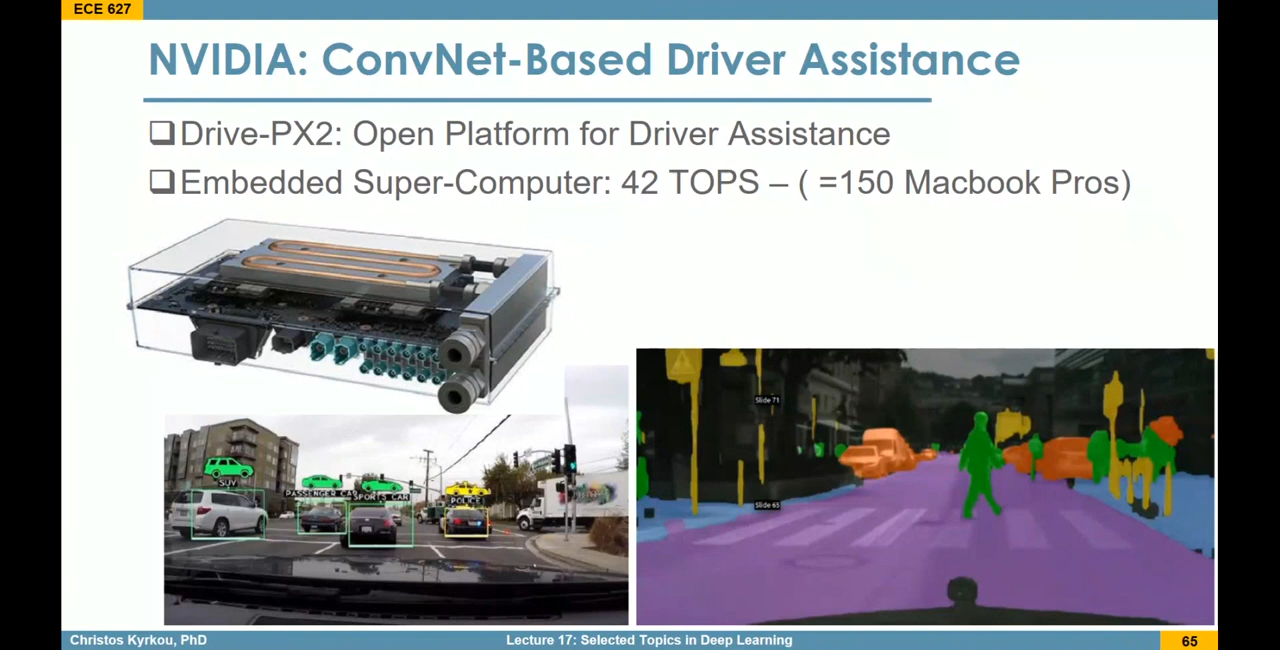 ECE 627
NVIDIA: ConvNet-Based Driver Assistance
❑Drive-PX2: Open Platform for Driver Assistance
❑Embedded Super-Computer: 42 TOPS – ( =150 Macbook Pros)
Slide 71
SUV
PASSENGER CAR
SPORTS CAR
POLICE
Slide 65
Christos Kyrkou, PhD
Lecture 17: Selected Topics in Deep Learning
65